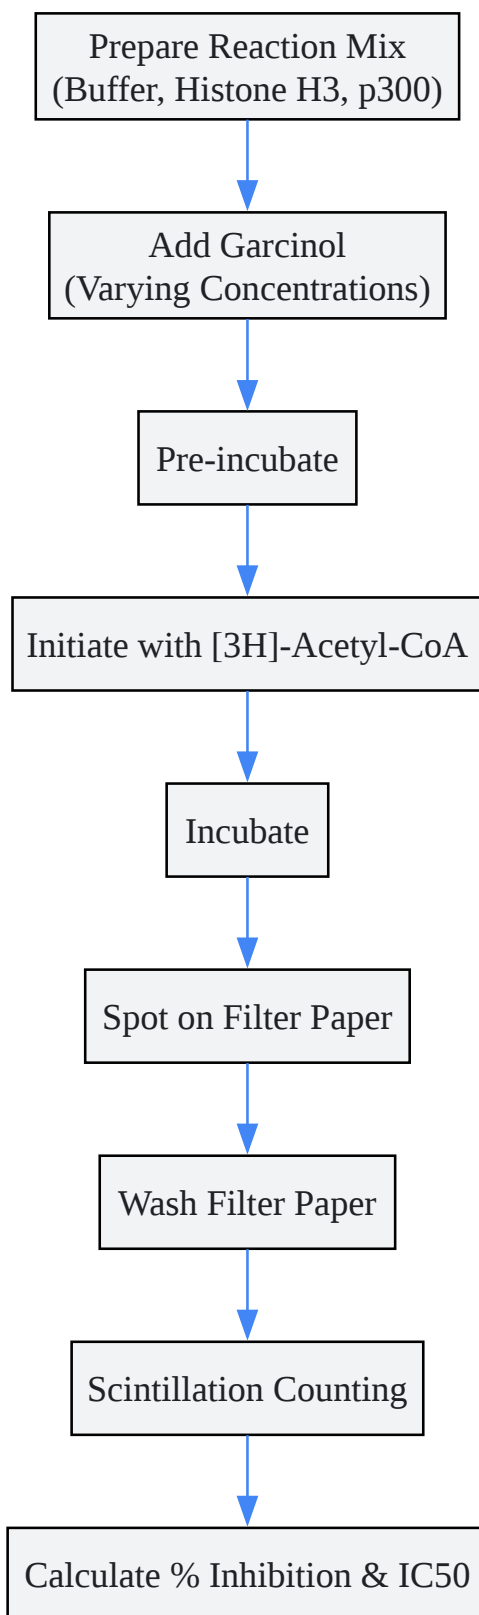 Prepare Reaction Mix
(Buffer, Histone H3, p300)
Add Garcinol
(Varying Concentrations)
Pre-incubate
Initiate with [3H]-Acetyl-CoA
Incubate
Spot on Filter Paper
Wash Filter Paper
Scintillation Counting
Calculate % Inhibition & IC50